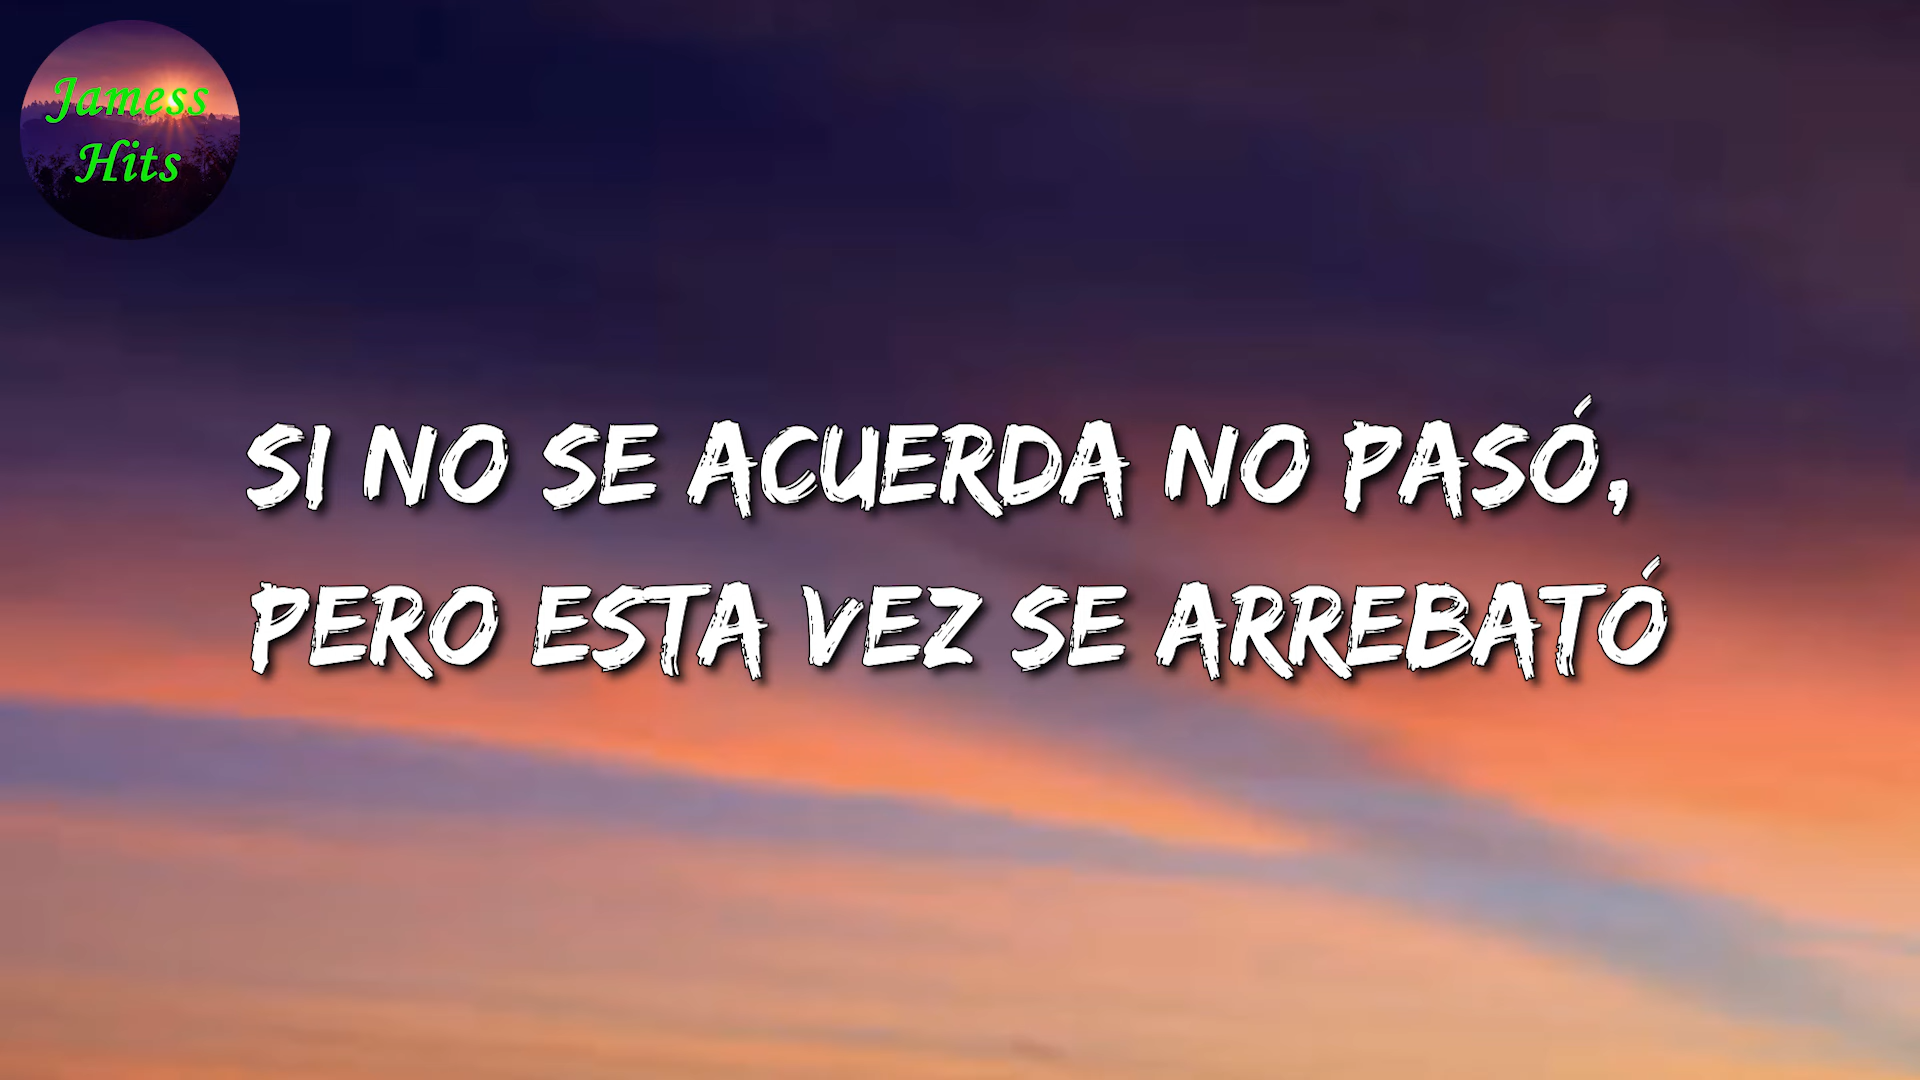 Jamess
Hits
SI NO SE ACUERDA NO PASÓ,
PERO ESTA VEZ SE ARREBATÓ